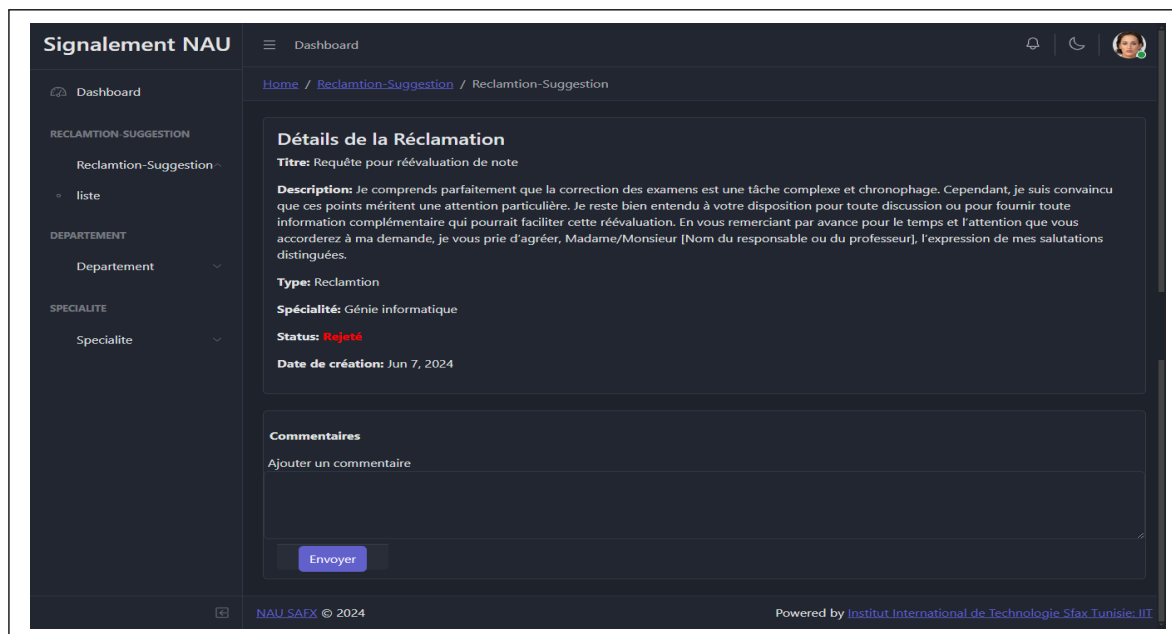 Signalement NAU
Dashboard
Home / Reclamtion-Suggestion / Reclamtion-Suggestion
Dashboard
RECLAMTION-SUGGESTION
Reclamtion-Suggestion
liste
DEPARTEMENT
Departement
SPECIALITE
Specialite
Détails de la Réclamation
Titre: Requête pour réévaluation de note
Description: Je comprends parfaitement que la correction des examens est une tâche complexe et chronophage. Cependant, je suis convaincu
que ces points méritent une attention particulière. Je reste bien entendu à votre disposition pour toute discussion ou pour fournir toute
information complémentaire qui pourrait faciliter cette réévaluation. En vous remerciant par avance pour le temps et l'attention que vous
accorderez à ma demande, je vous prie d'agréer, Madame/Monsieur [Nom du responsable ou du professeur], l'expression de mes salutations
distinguées.
Type: Reclamtion
Spécialité: Génie informatique
Status: Rejeté
Date de création: Jun 7, 2024
Commentaires
Ajouter un commentaire
Envoyer
NAU SAFX © 2024
Powered by Institut International de Technologie Sfax Tunisie: IIT